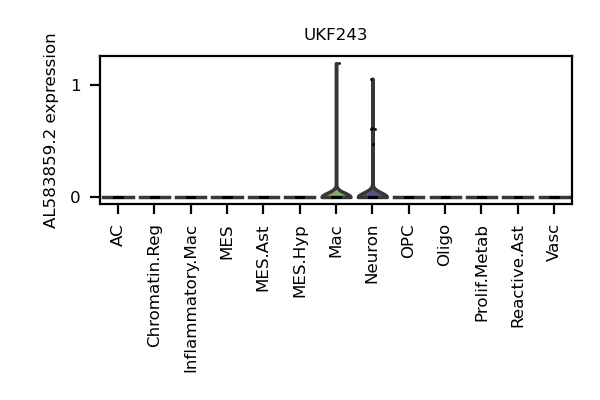 UKF243
AL583859.2 expression
1
0
AC
Chromatin.Reg
Inflammatory.Mac
MES
MES.Ast
MES.Hyp
Mac
Neuron
OPC
Oligo
Prolif.Metab
Reactive.Ast
Vasc